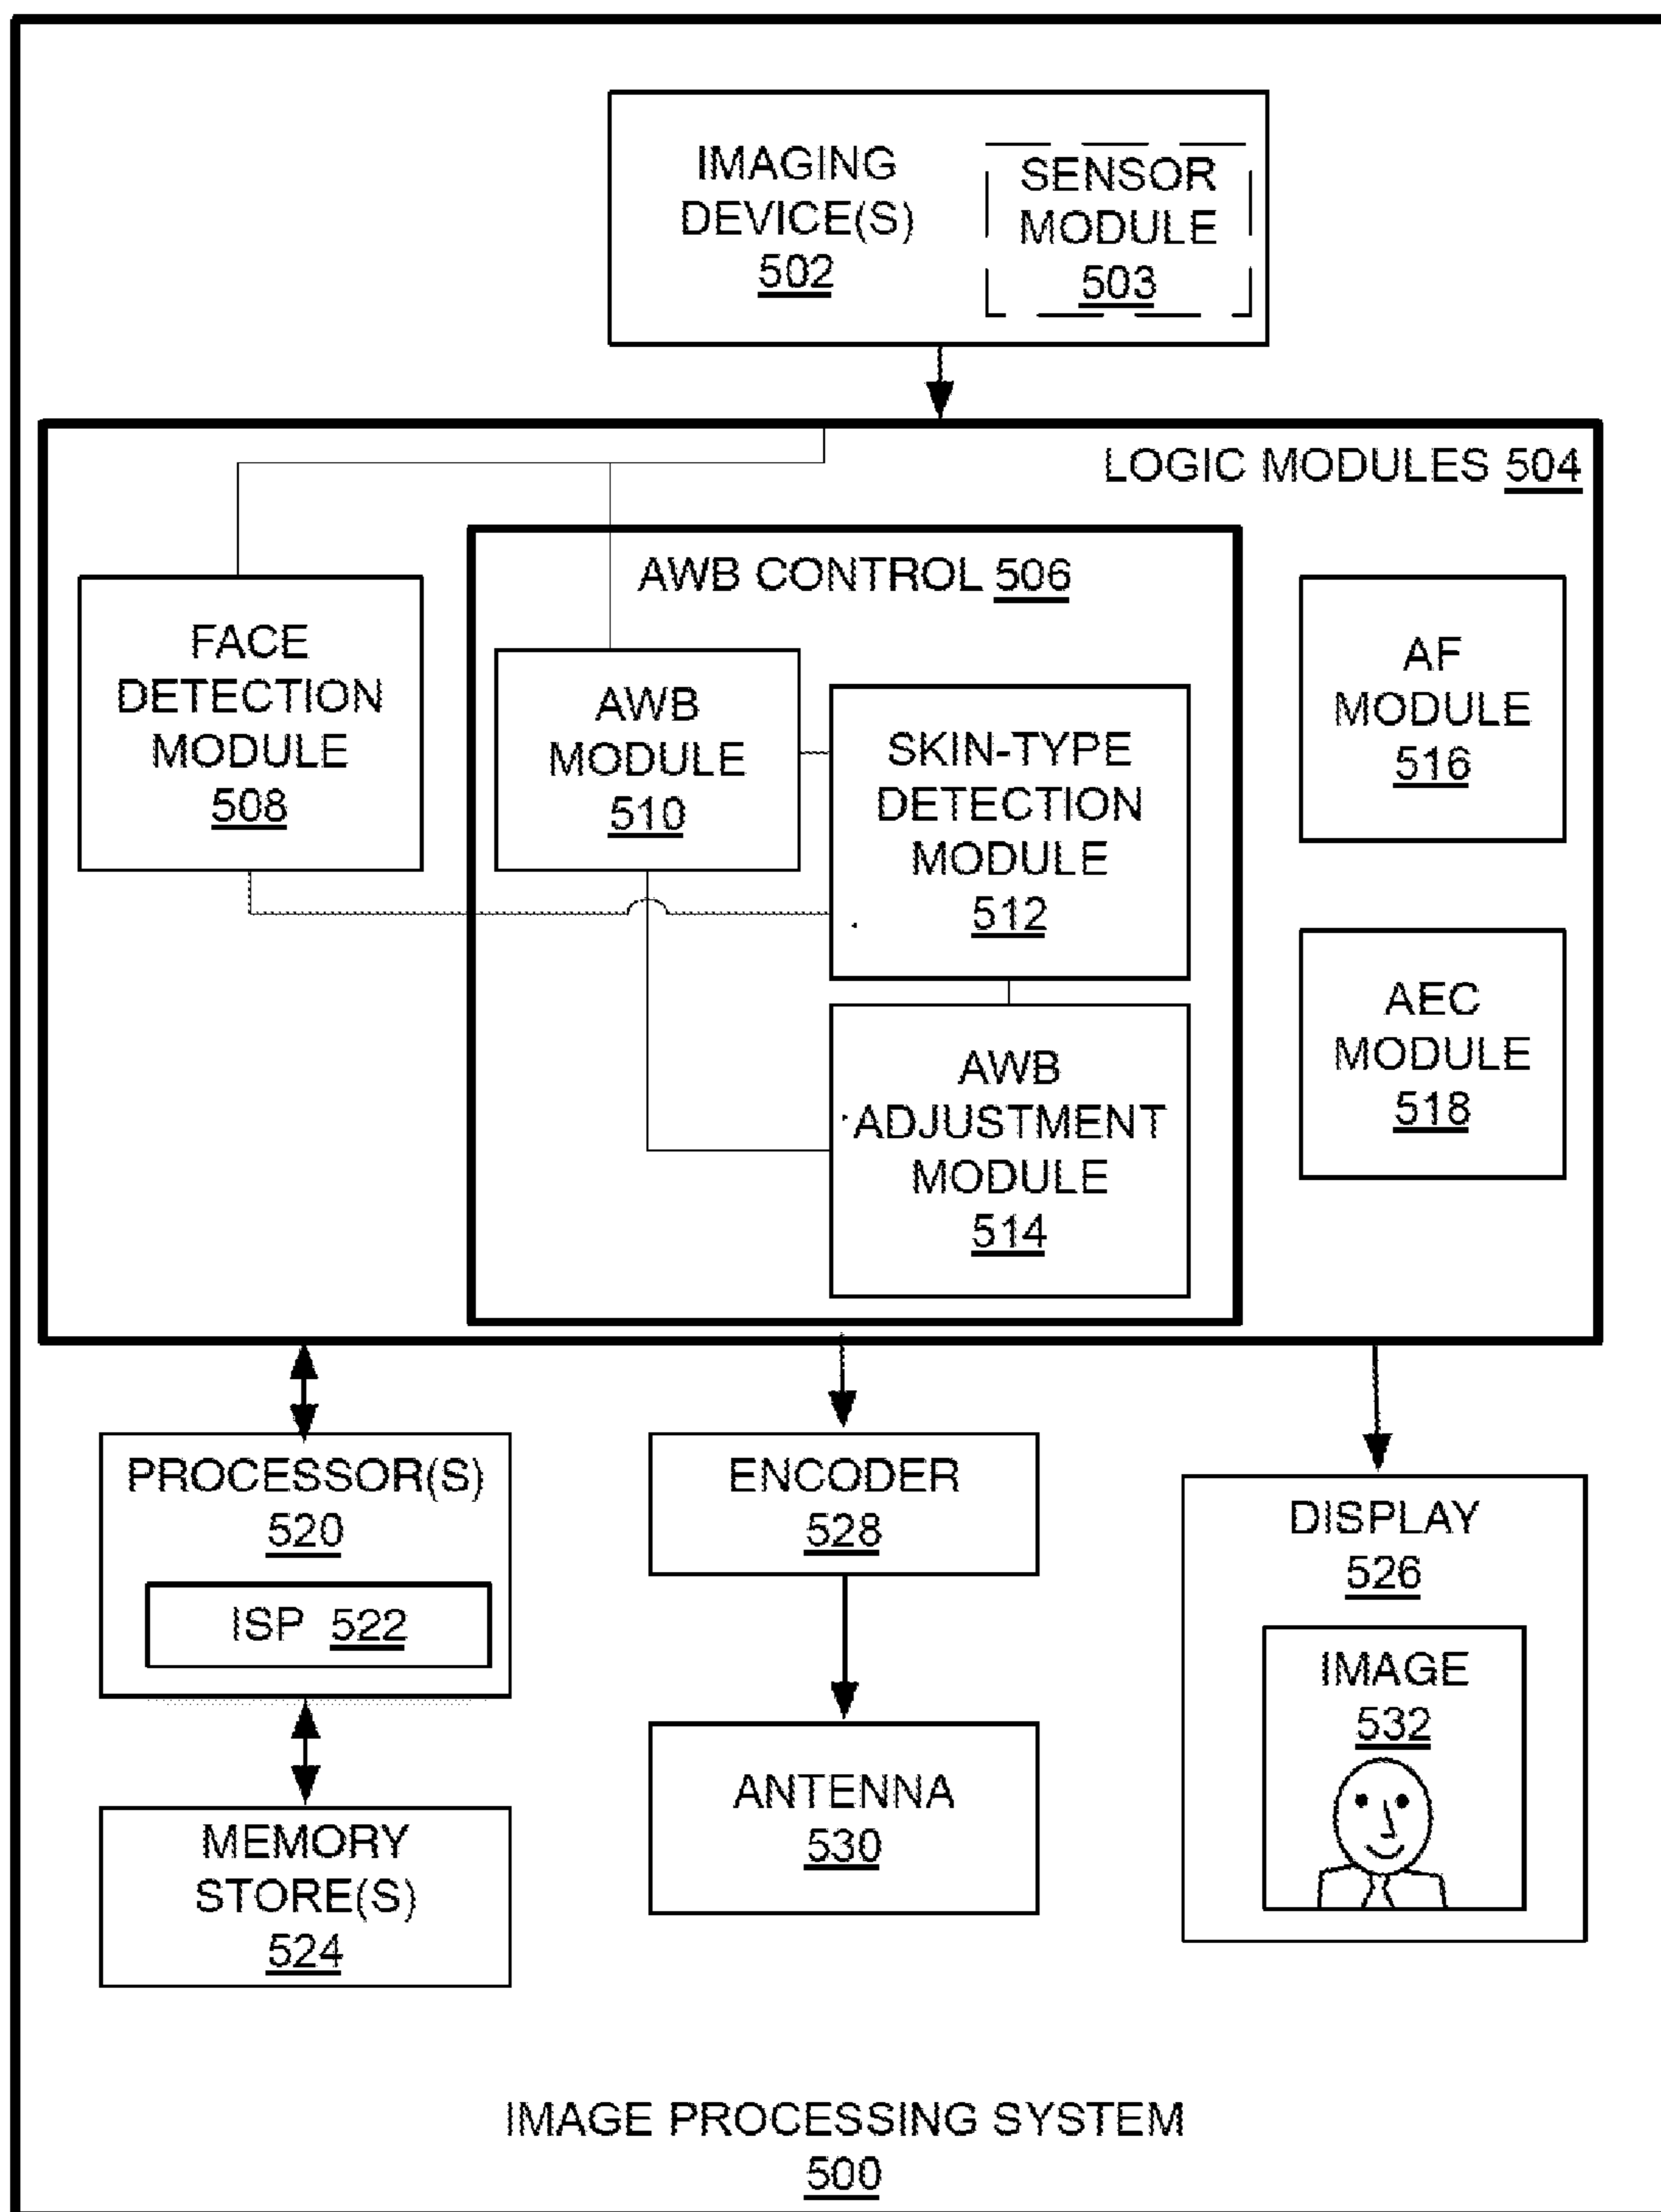 IMAGING
DEVICE(S)
502
SENSOR
MODULE
503
LOGIC MODULES 504
AWB CONTROL 506
FACE
DETECTION
MODULE
508
AWB
MODULE
510
SKIN-TYPE
DETECTION
MODULE
512
AWB
ADJUSTMENT
MODULE
514
AF
MODULE
516
AEC
MODULE
518
PROCESSOR(S)
520
ISP 522
MEMORY
STORE(S)
524
ENCODER
528
ANTENNA
530
DISPLAY
526
IMAGE
532
IMAGE PROCESSING SYSTEM
500